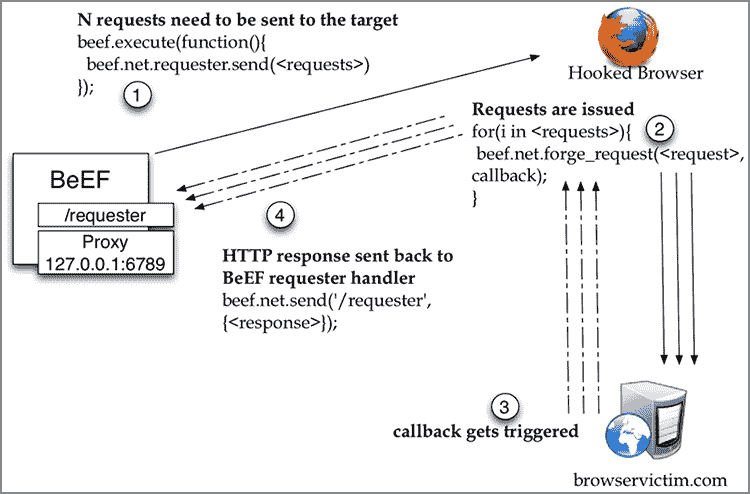 N requests need to be sent to the target
beef.execute(function(){
beef.net.requester.send(<requests>)
});
1
Hooked Browser
Requests are issued
for(i in <requests>){
2
beef.net.forge_request(<request>,
callback);
}
BeEF
/requester
Proxy
127.0.0.1:6789
4
HTTP response sent back to
BeEF requester handler
beef.net.send('/requester',
{<response>});
3
callback gets triggered
browservictim.com